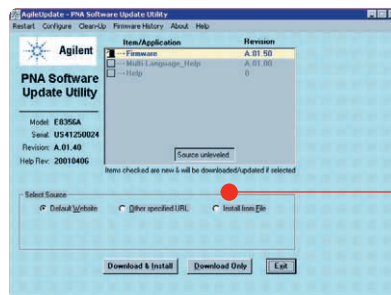 AgileUpdate - PNA Software Update Utility
Restart Configure Clean-Up Firmware History About Help
Agilent
PNA Software
Update Utility
Model: E8356A
Serial: US41250024
Revision: A.01.40
Help Rev: 20010406
Item/Application Revision
Firmware A.01.50
Multi Language_Help A.01.00
Help 0
Source unleveled
Items checked are new & will be downloaded/updated if selected
Select Source
Default Website Other specified URL Install from File
Download & Install Download Only Exit